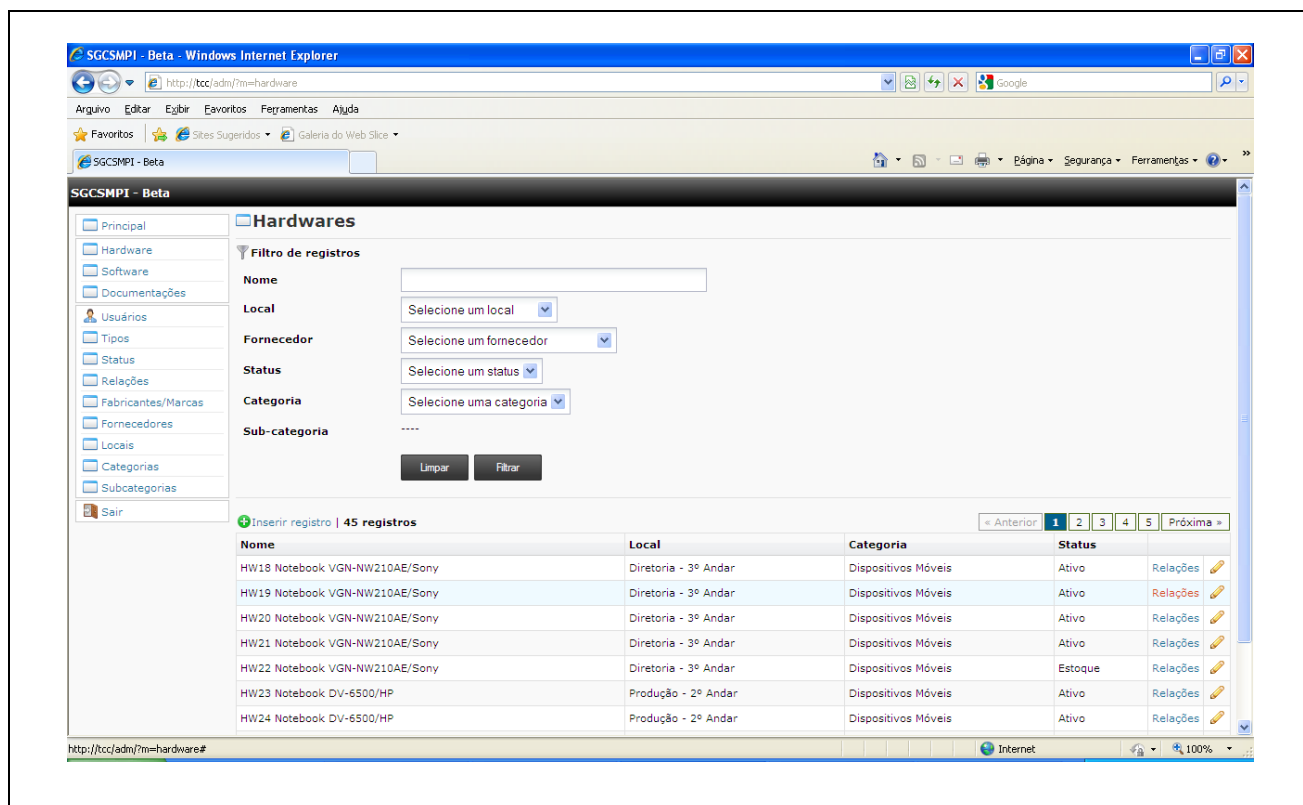 SGCSMPI - Beta - Windows Internet Explorer
http://tcc/adm/?m=hardware
Google
Arquivo Editar Exibir Favoritos Ferramentas Ajuda
Favoritos Sites Sugeridos Galeria do Web Slice
SGCSMPI - Beta
Página Segurança Ferramentas
SGCSMPI - Beta
Principal
Hardware
Software
Documentações
Usuários
Tipos
Status
Relações
Fabricantes/Marcas
Fornecedores
Locais
Categorias
Subcategorias
Sair
Hardwares
Filtro de registros
Nome
Local Selecione um local
Fornecedor Selecione um fornecedor
Status Selecione um status
Categoria Selecione uma categoria
Sub-categoria ----
Limpar Filtrar
Inserir registro | 45 registros
« Anterior 1 2 3 4 5 Próxima »
Nome Local Categoria Status
HW18 Notebook VGN-NW210AE/Sony Diretoria - 3º Andar Dispositivos Móveis Ativo Relações
HW19 Notebook VGN-NW210AE/Sony Diretoria - 3º Andar Dispositivos Móveis Ativo Relações
HW20 Notebook VGN-NW210AE/Sony Diretoria - 3º Andar Dispositivos Móveis Ativo Relações
HW21 Notebook VGN-NW210AE/Sony Diretoria - 3º Andar Dispositivos Móveis Ativo Relações
HW22 Notebook VGN-NW210AE/Sony Diretoria - 3º Andar Dispositivos Móveis Estoque Relações
HW23 Notebook DV-6500/HP Produção - 2º Andar Dispositivos Móveis Ativo Relações
HW24 Notebook DV-6500/HP Produção - 2º Andar Dispositivos Móveis Ativo Relações
http://tcc/adm/?m=hardware# Internet 100%